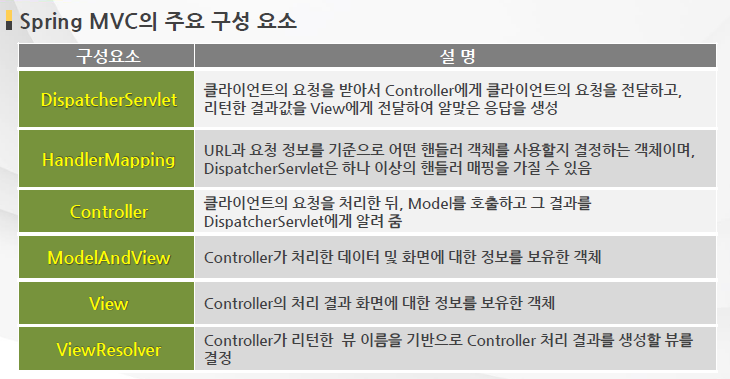 Spring MVC의 주요 구성 요소
구성요소 설 명
DispatcherServlet
클라이언트의 요청을 받아서 Controller에게 클라이언트의 요청을 전달하고,
리턴한 결과값을 View에게 전달하여 알맞은 응답을 생성
HandlerMapping
URL과 요청 정보를 기준으로 어떤 핸들러 객체를 사용할지 결정하는 객체이며,
DispatcherServlet은 하나 이상의 핸들러 매핑을 가질 수 있음
Controller
클라이언트의 요청을 처리한 뒤, Model를 호출하고 그 결과를
DispatcherServlet에게 알려 줌
ModelAndView
Controller가 처리한 데이터 및 화면에 대한 정보를 보유한 객체
View
Controller의 처리 결과 화면에 대한 정보를 보유한 객체
ViewResolver
Controller가 리턴한 뷰 이름을 기반으로 Controller 처리 결과를 생성할 뷰를
결정